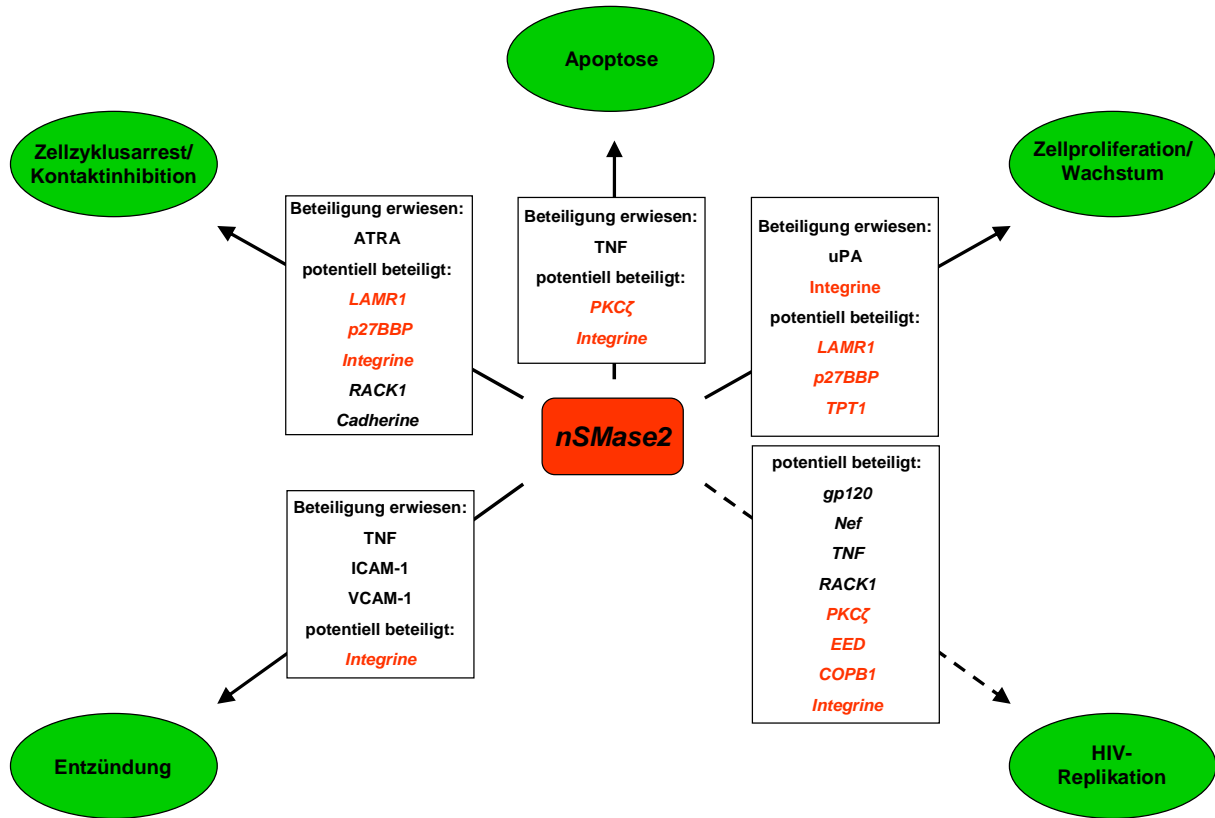 Apoptose
Zellzyklusarrest/
Kontaktinhibition
Zellproliferation/
Wachstum
Beteiligung erwiesen:
ATRA
potentiell beteiligt:
LAMR1
p27BBP
Integrine
RACK1
Cadherine
Beteiligung erwiesen:
TNF
potentiell beteiligt:
PKCζ
Integrine
Beteiligung erwiesen:
uPA
Integrine
potentiell beteiligt:
LAMR1
p27BBP
TPT1
nSMase2
Beteiligung erwiesen:
TNF
ICAM-1
VCAM-1
potentiell beteiligt:
Integrine
potentiell beteiligt:
gp120
Nef
TNF
RACK1
PKCζ
EED
COPB1
Integrine
Entzündung
HIV-
Replikation